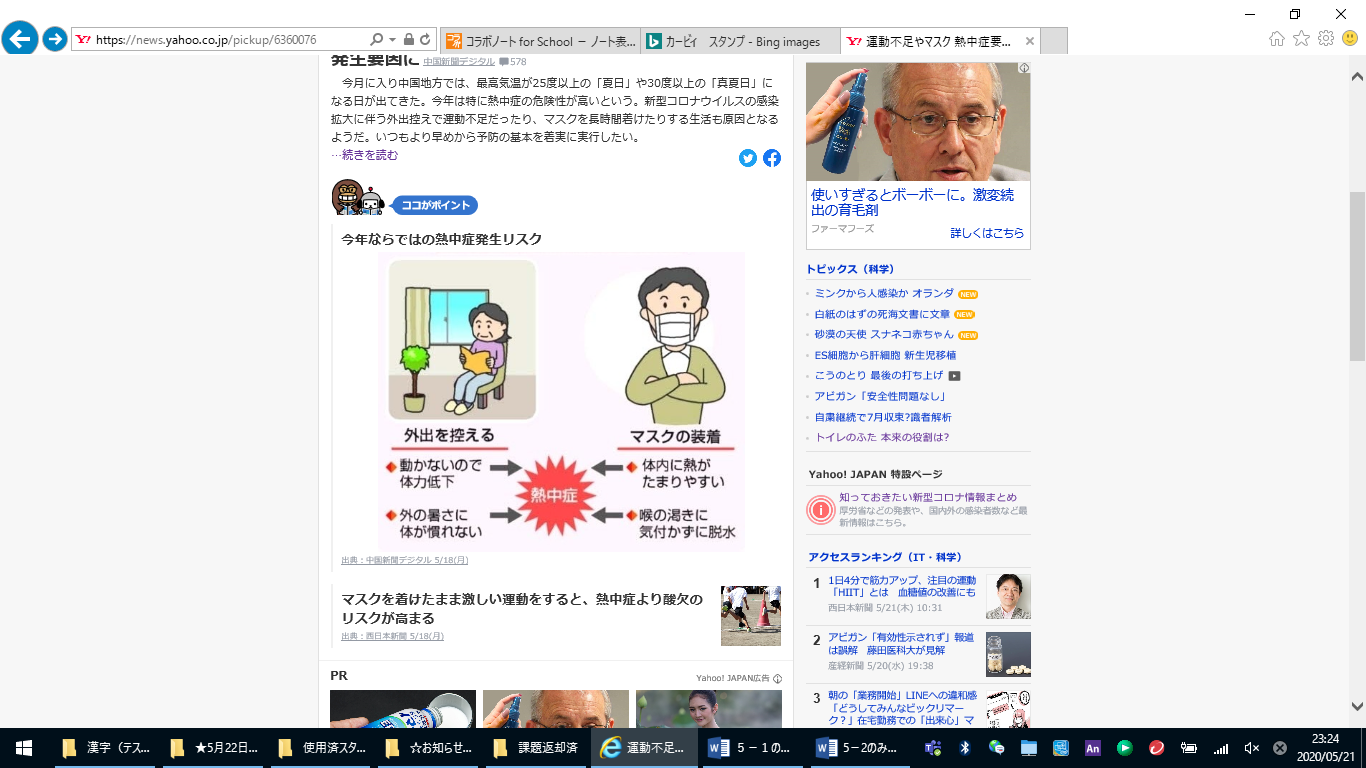 https://news.yahoo.co.jp/pickup/6360076
コラボノート for School － ノート表...
カービィ　スタンプ - Bing images
運動不足やマスク 熱中症要...
発生要因に 中国新聞デジタル 578
今月に入り中国地方では、最高気温が25度以上の「夏日」や30度以上の「真夏日」に
なる日が出てきた。今年は特に熱中症の危険性が高いという。新型コロナウイルスの感染
拡大に伴う外出控えで運動不足だったり、マスクを長時間着けたりする生活も原因となる
ようだ。いつもより早めから予防の基本を着実に実行したい。
…続きを読む
ココがポイント
今年ならではの熱中症発生リスク
外出を控える
マスクの装着
動かないので
体力低下
体内に熱が
たまりやすい
熱中症
外の暑さに
体が慣れない
喉の渇きに
気付かずに脱水
出典：中国新聞デジタル 5/18(月)
マスクを着けたまま激しい運動をすると、熱中症より酸欠の
リスクが高まる
出典：西日本新聞 5/18(月)
PR
Yahoo! JAPAN広告
使いすぎるとボーボーに。激変続
出の育毛剤
ファーマフーズ
詳しくはこちら
トピックス（科学）
ミンクから人感染か オランダ NEW
白紙のはずの死海文書に文章 NEW
砂漠の天使 スナネコ赤ちゃん NEW
ES細胞から肝細胞 新生児移植
こうのとり 最後の打ち上げ
アビガン「安全性問題なし」
自粛継続で7月収束?識者解析
トイレのふた 本来の役割は?
Yahoo! JAPAN 特設ページ
知っておきたい新型コロナ情報まとめ
厚労省などの発表や、国内外の感染者数など最
新情報はこちら。
アクセスランキング（IT・科学）
1
1日4分で筋力アップ、注目の運動
「HIIT」とは　血糖値の改善にも
西日本新聞 5/21(木) 10:31
2
アビガン「有効性示されず」報道
は誤解　藤田医科大が見解
産経新聞 5/20(水) 19:38
3
朝の「業務開始」LINEへの違和感
「どうしてみんなビックリマー
ク？」在宅勤務での「出来心」マ
漢字（テス...
★5月22日...
使用済スタ...
☆お知らせ...
課題返却済
運動不足...
５－１の...
５－2のみ...
An
23:24
2020/05/21